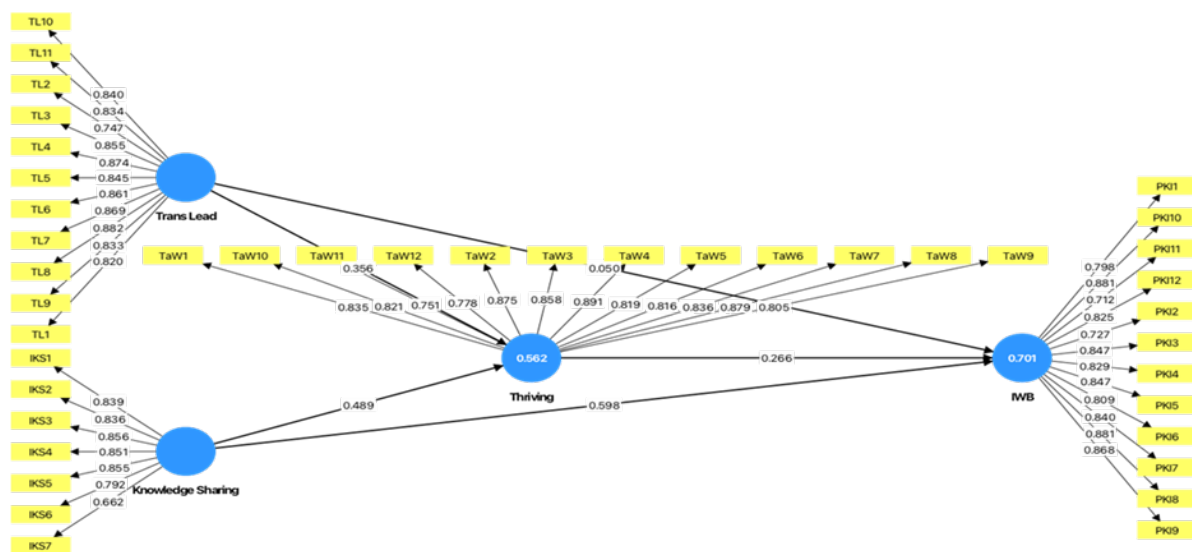 TL10
TL11
TL2
TL3
TL4
TL5
TL6
TL7
TL8
TL9
TL1
0.840
0.834
0.747
0.855
0.874
0.845
0.861
0.869
0.882
0.833
0.820
Trans Lead
IKS1
IKS2
IKS3
IKS4
IKS5
IKS6
IKS7
0.839
0.836
0.856
0.851
0.855
0.792
0.662
Knowledge Sharing
TaW1 TaW10 TaW11 TaW12 TaW2 TaW3 TaW4 TaW5 TaW6 TaW7 TaW8 TaW9
0.356
0.050
0.835 0.821 0.751 0.778 0.875 0.858 0.891 0.819 0.816 0.836 0.879 0.805
0.562
Thriving
0.489
0.266
0.598
0.701
IWB
0.798
0.881
0.712
0.825
0.727
0.847
0.829
0.847
0.809
0.840
0.881
0.868
PKI1
PKI10
PKI11
PKI12
PKI2
PKI3
PKI4
PKI5
PKI6
PKI7
PKI8
PKI9